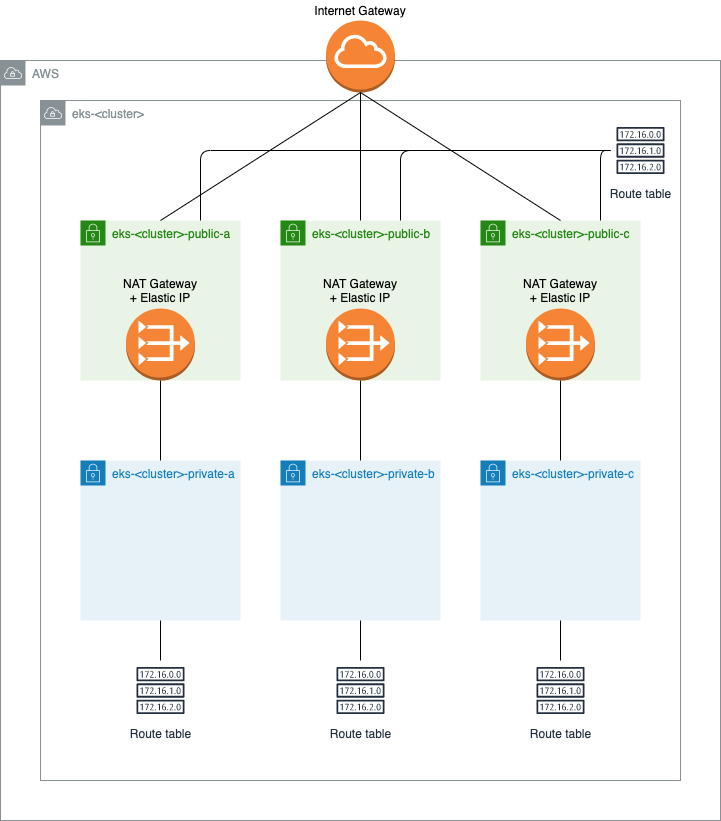 Internet Gateway
AWS
eks-<cluster>
172.16.0.0
172.16.1.0
172.16.2.0
Route table
eks-<cluster>-public-a
eks-<cluster>-public-b
eks-<cluster>-public-c
NAT Gateway
+ Elastic IP
NAT Gateway
+ Elastic IP
NAT Gateway
+ Elastic IP
eks-<cluster>-private-a
eks-<cluster>-private-b
eks-<cluster>-private-c
172.16.0.0
172.16.1.0
172.16.2.0
Route table
172.16.0.0
172.16.1.0
172.16.2.0
Route table
172.16.0.0
172.16.1.0
172.16.2.0
Route table